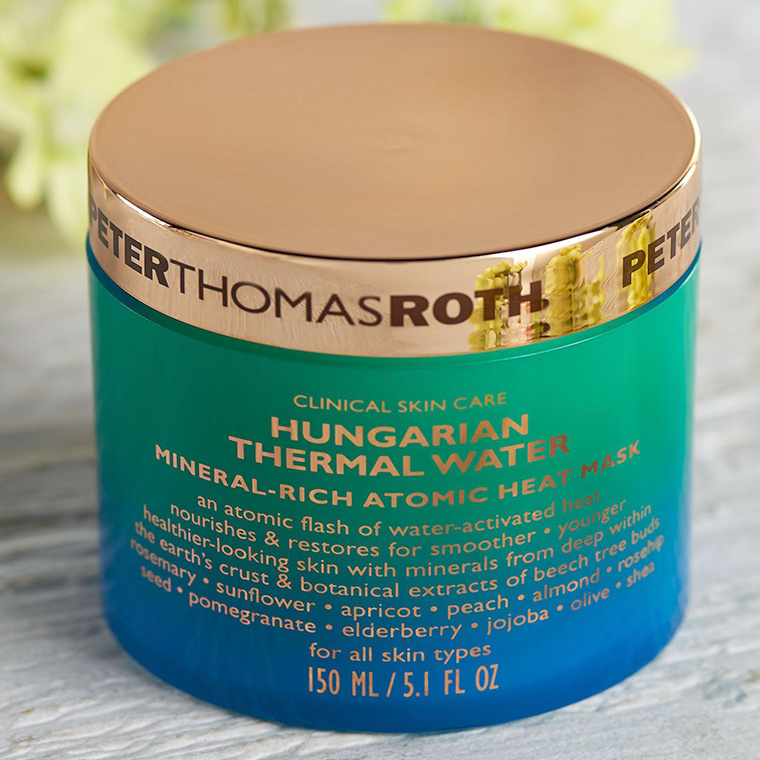 PETERTHOMASROTH PETER
CLINICAL SKIN CARE
HUNGARIAN
THERMAL WATER
MINERAL-RICH ATOMIC HEAT MASK
an atomic flash of water-activated heat
nourishes & restores for smoother • younger
healthier-looking skin with minerals from deep within
the earth's crust & botanical extracts of beech tree buds
rosemary • sunflower • apricot • peach • almond • rosehip
seed • pomegranate • elderberry • jojoba • olive • shea
for all skin types
150 ML / 5.1 FL OZ